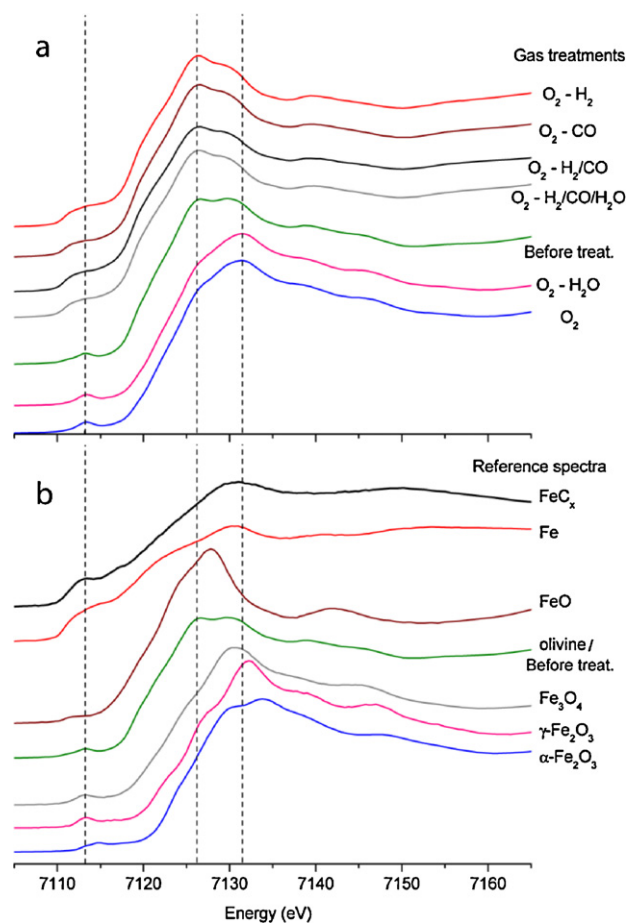 a
Gas treatments
O₂ - H₂
O₂ - CO
O₂ - H₂/CO
O₂ - H₂/CO/H₂O
Before treat.
O₂ - H₂O
O₂
b
Reference spectra
FeCₓ
Fe
FeO
olivine/
Before treat.
Fe₃O₄
γ-Fe₂O₃
α-Fe₂O₃
7110 7120 7130 7140 7150 7160
Energy (eV)